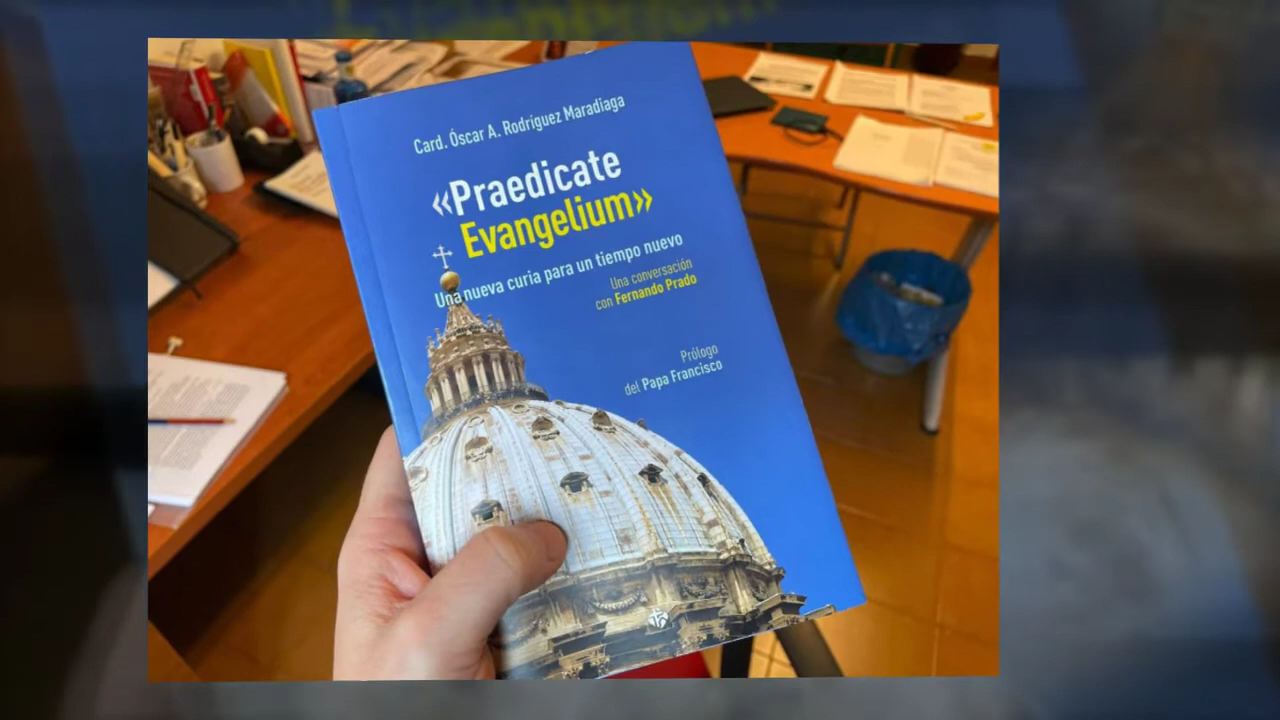 Card. Óscar A. Rodríguez Maradiaga
«Praedicate
Evangelium»
Una nueva curia para un tiempo nuevo
Una conversación
con Fernando Prado
Prólogo
del Papa Francisco